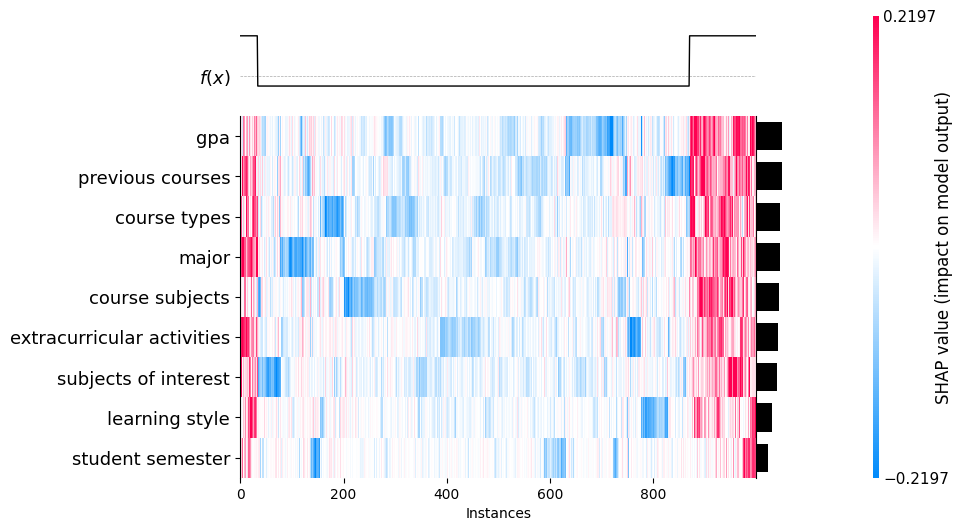 0.2197
f(x)
gpa
previous courses
course types
major
course subjects
extracurricular activities
subjects of interest
learning style
student semester
0 200 400 600 800
Instances
SHAP value (impact on model output)
−0.2197